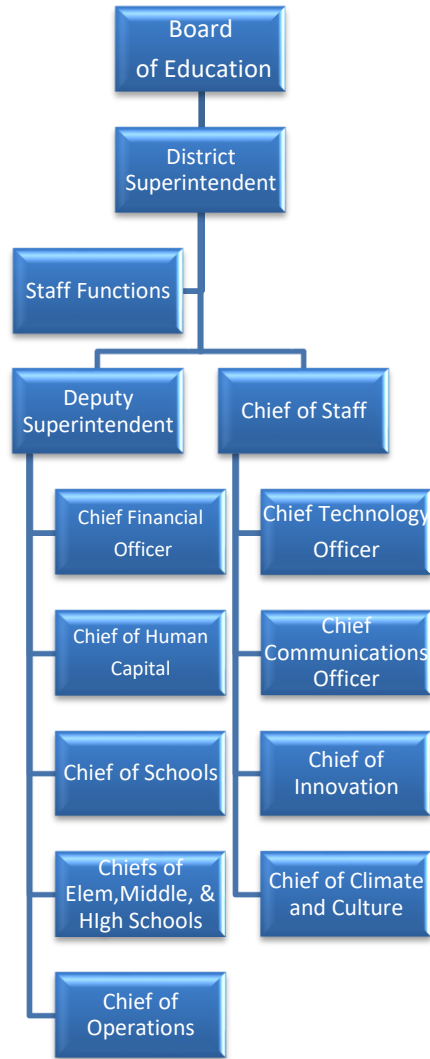 Board
of Education
District
Superintendent
Staff Functions
Deputy
Superintendent
Chief of Staff
Chief Financial
Officer
Chief Technology
Officer
Chief of Human
Capital
Chief
Communications
Officer
Chief of Schools
Chief of
Innovation
Chiefs of
Elem,Middle, &
HIgh Schools
Chief of Climate
and Culture
Chief of
Operations